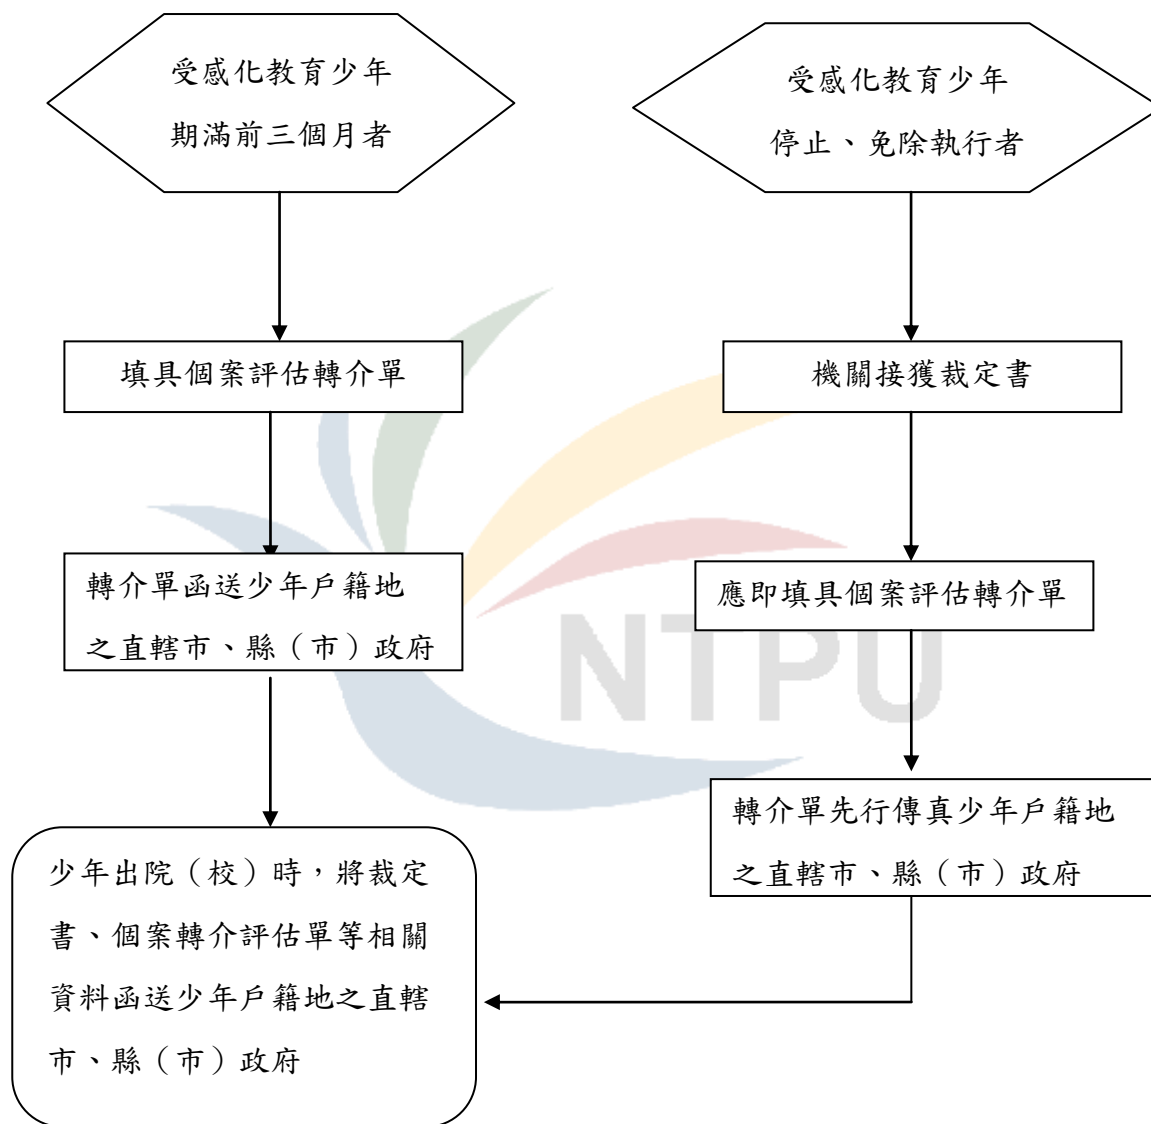 受感化教育少年
期滿前三個月者
受感化教育少年
停止、免除執行者
填具個案評估轉介單
機關接獲裁定書
轉介單函送少年戶籍地
之直轄市、縣（市）政府
應即填具個案評估轉介單
轉介單先行傳真少年戶籍地
之直轄市、縣（市）政府
少年出院（校）時，將裁定
書、個案轉介評估單等相關
資料函送少年戶籍地之直轄
市、縣（市）政府
NTPU